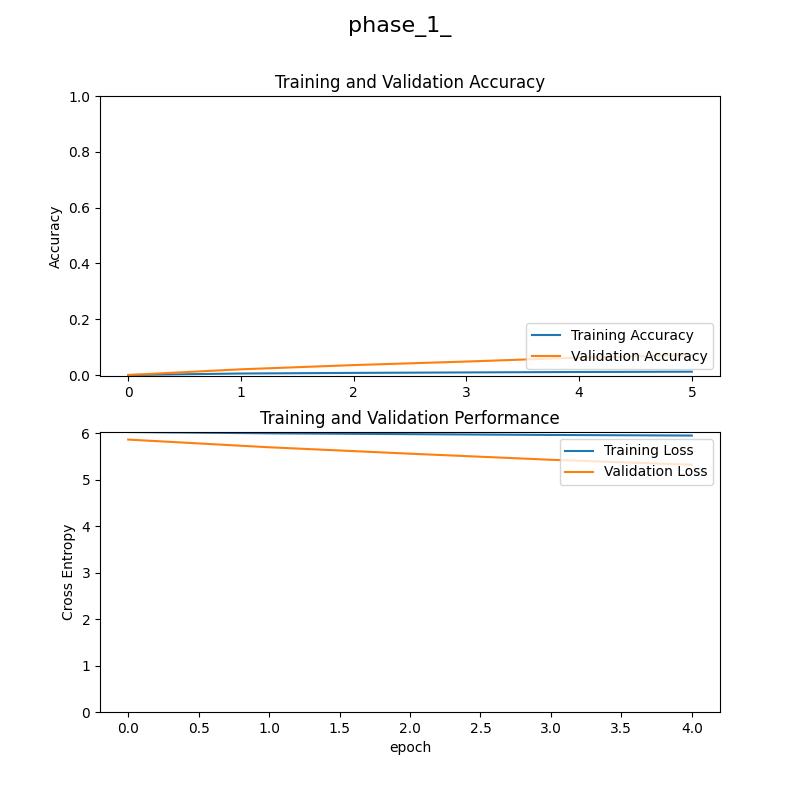 phase_1_
Training and Validation Accuracy
1.0
0.8
0.6
0.4
0.2
0.0
Accuracy
Training Accuracy
Validation Accuracy
0 1 2 3 4 5
Training and Validation Performance
6
5
4
3
2
1
0
Cross Entropy
Training Loss
Validation Loss
0.0 0.5 1.0 1.5 2.0 2.5 3.0 3.5 4.0
epoch